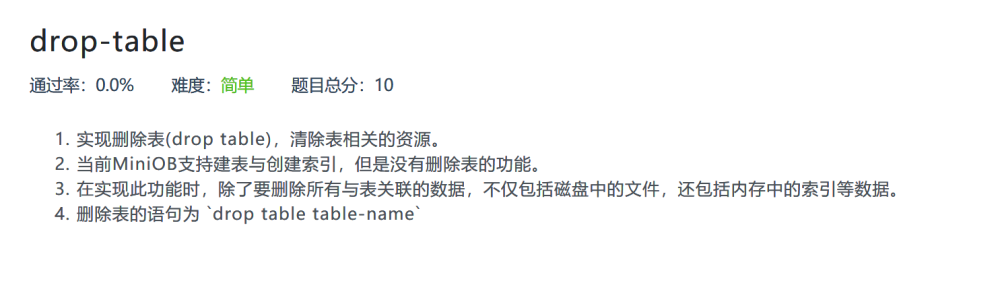 drop-table
通过率：0.0% 难度：简单 题目总分：10
1. 实现删除表(drop table)，清除表相关的资源。
2. 当前MiniOB支持建表与创建索引，但是没有删除表的功能。
3. 在实现此功能时，除了要删除所有与表关联的数据，不仅包括磁盘中的文件，还包括内存中的索引等数据。
4. 删除表的语句为 `drop table table-name`